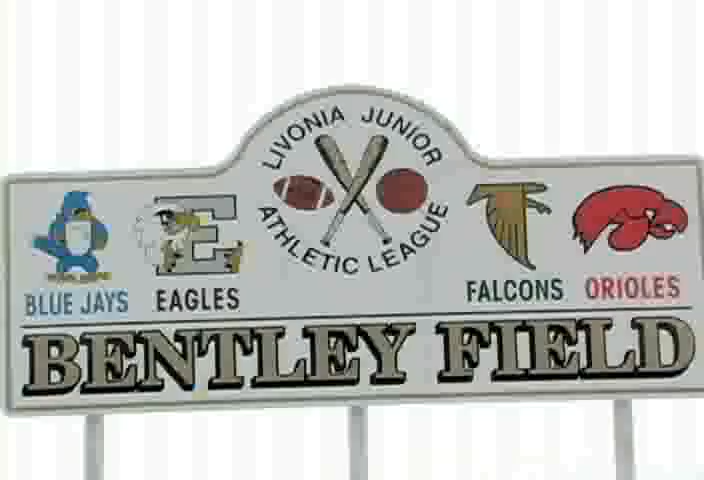 LIVONIA JUNIOR
ATHLETIC LEAGUE
E
BLUE JAYS
EAGLES
FALCONS
ORIOLES
BENTLEY FIELD